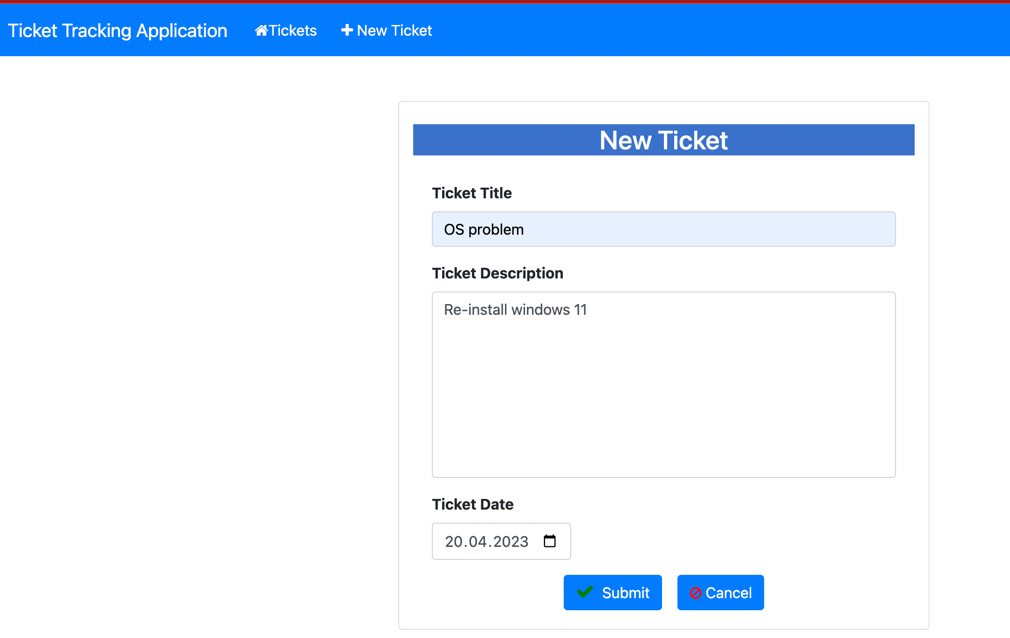 Ticket Tracking Application Tickets New Ticket
New Ticket
Ticket Title
OS problem
Ticket Description
Re-install windows 11
Ticket Date
20.04.2023
Submit Cancel